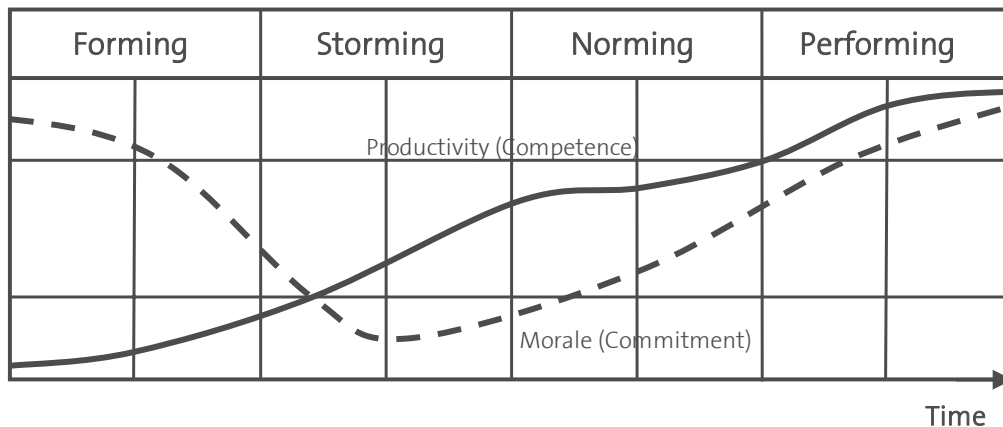 Forming Storming Norming Performing
Productivity (Competence)
Morale (Commitment)
Time